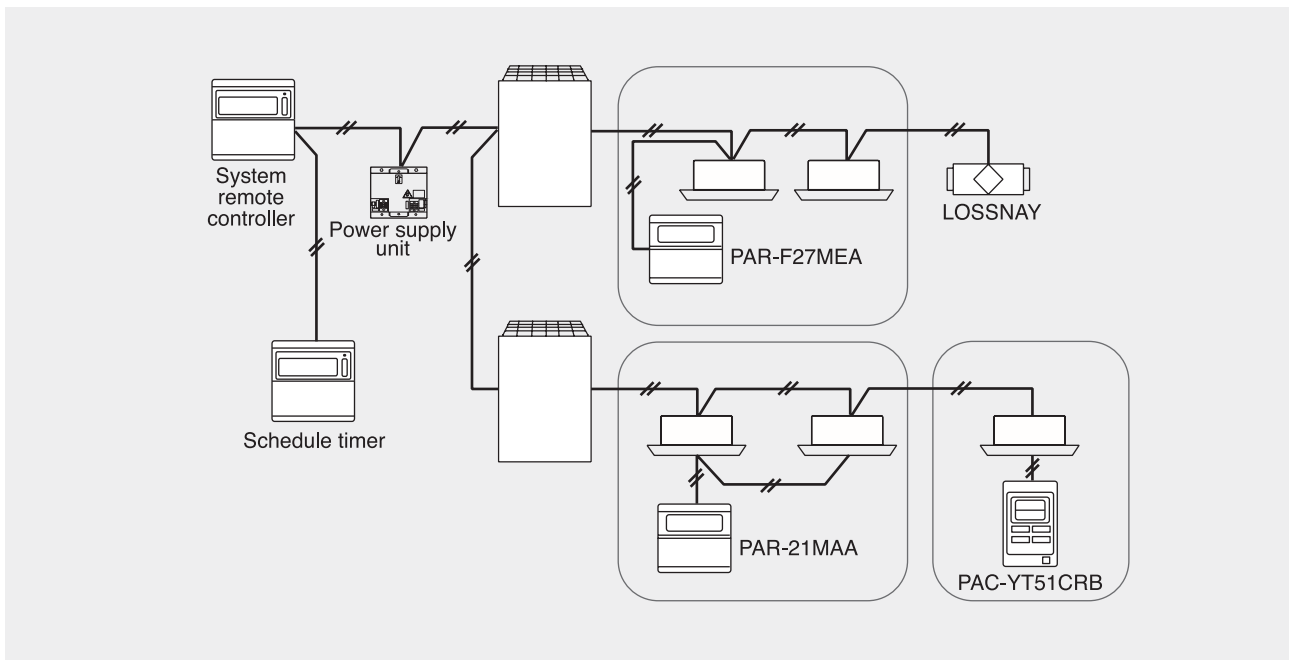 System
remote
controller
Power supply
unit
LOSSNAY
PAR-F27MEA
Schedule timer
PAR-21MAA
PAC-YT51CRB